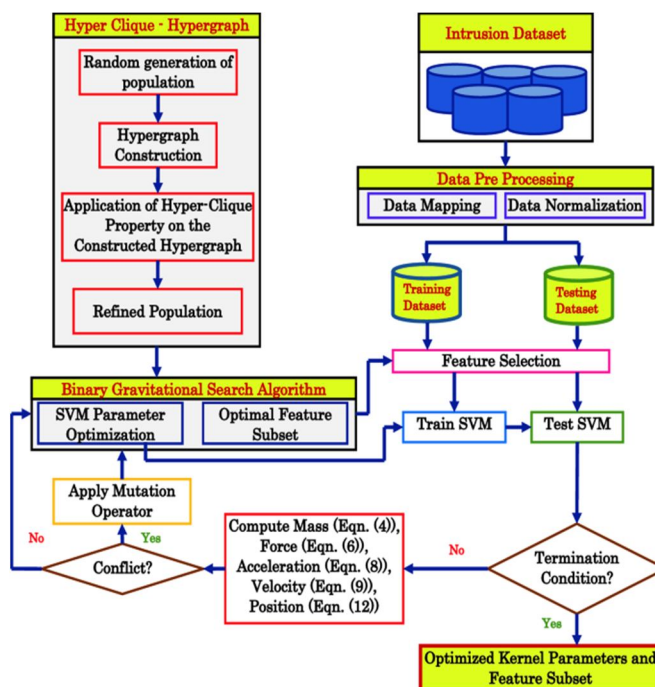 Hyper Clique - Hypergraph
Random generation of
population
Hypergraph
Construction
Application of Hyper-Clique
Property on the
Constructed Hypergraph
Refined Population
Intrusion Dataset
Data Pre Processing
Data Mapping
Data Normalization
Training
Dataset
Testing
Dataset
Feature Selection
Binary Gravitational Search Algorithm
SVM Parameter
Optimization
Optimal Feature
Subset
Train SVM
Test SVM
Apply Mutation
Operator
No
Yes
Conflict?
Compute Mass (Eqn. (4)),
Force (Eqn. (6)),
Acceleration (Eqn. (8)),
Velocity (Eqn. (9)),
Position (Eqn. (12))
No
Termination
Condition?
Yes
Optimized Kernel Parameters and
Feature Subset